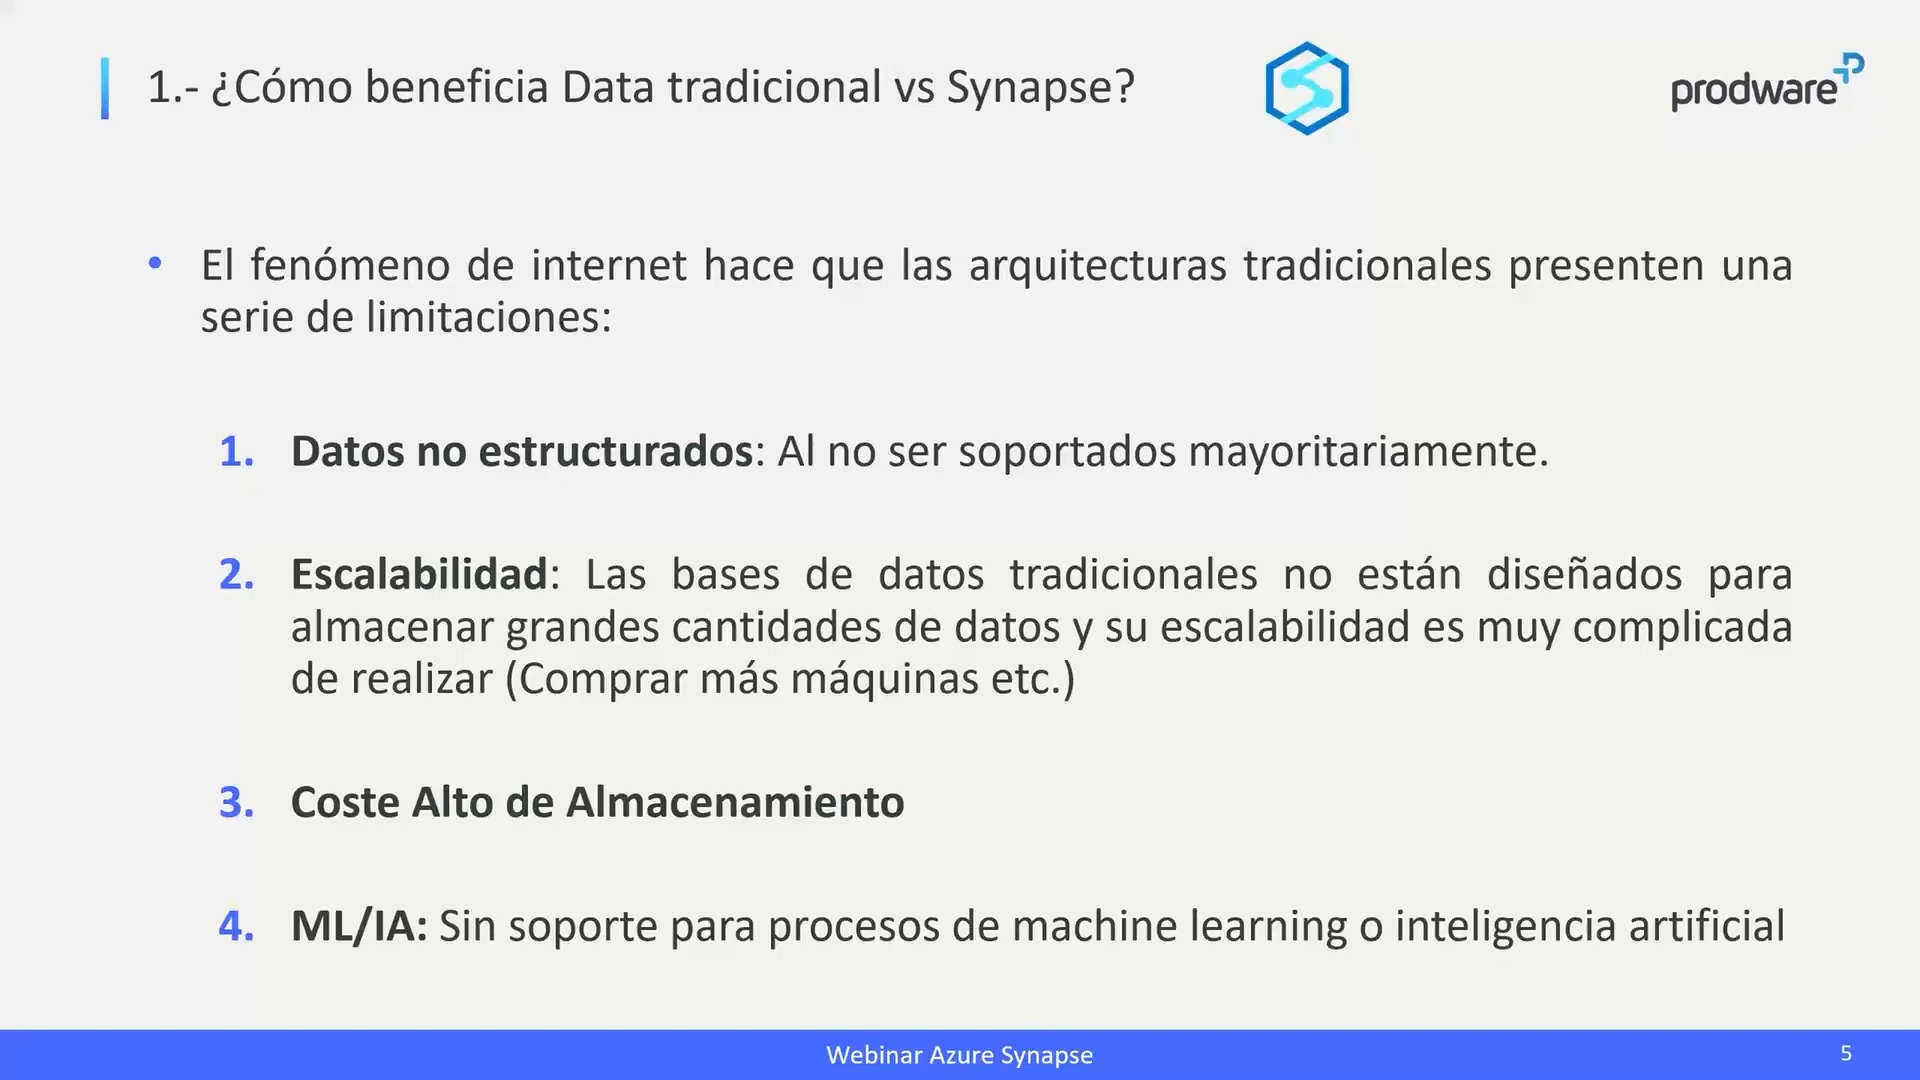 1.- ¿Cómo beneficia Data tradicional vs Synapse?
prodware
• El fenómeno de internet hace que las arquitecturas tradicionales presenten una
serie de limitaciones:
1. Datos no estructurados: Al no ser soportados mayoritariamente.
2. Escalabilidad: Las bases de datos tradicionales no están diseñados para
almacenar grandes cantidades de datos y su escalabilidad es muy complicada
de realizar (Comprar más máquinas etc.)
3. Coste Alto de Almacenamiento
4. ML/IA: Sin soporte para procesos de machine learning o inteligencia artificial
Webinar Azure Synapse
5